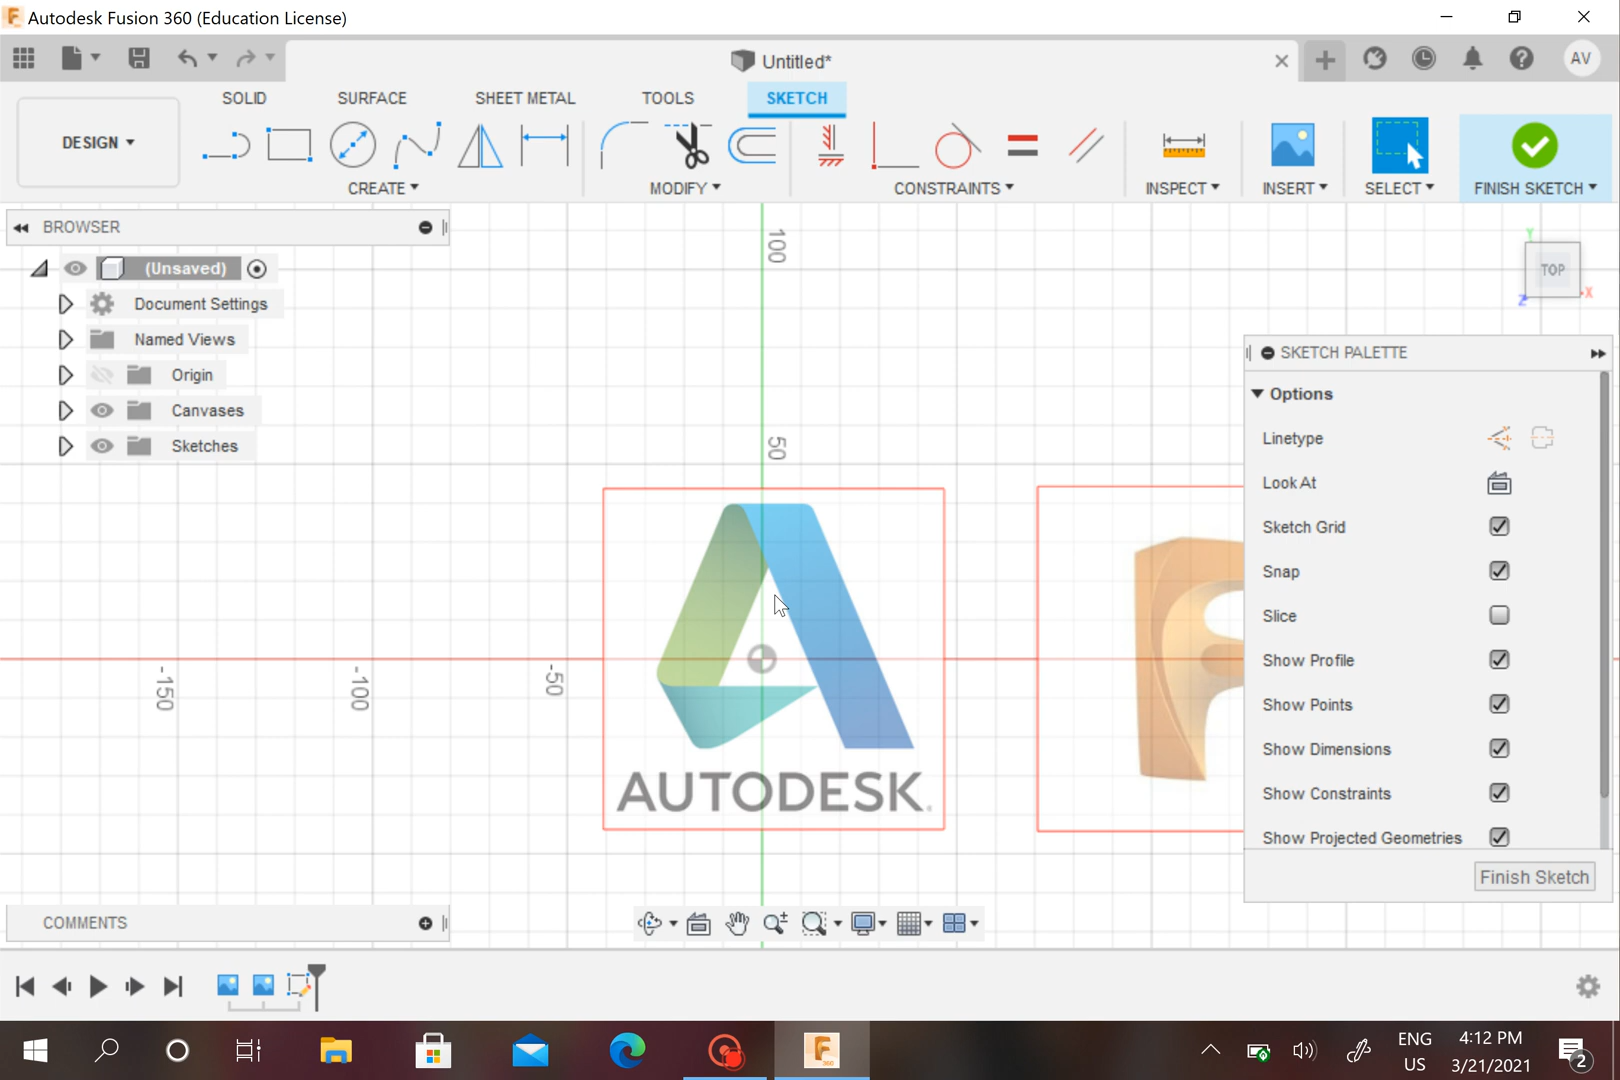 Autodesk Fusion 360 (Education License)
Untitled*
AV
SOLID
SURFACE
SHEET METAL
TOOLS
SKETCH
DESIGN
CREATE
MODIFY
CONSTRAINTS
INSPECT
INSERT
SELECT
FINISH SKETCH
BROWSER
(Unsaved)
Document Settings
Named Views
Origin
Canvases
Sketches
100
50
-150
-100
-50
TOP
Y
X
Z
AUTODESK.
SKETCH PALETTE
Options
Linetype
Look At
Sketch Grid
Snap
Slice
Show Profile
Show Points
Show Dimensions
Show Constraints
Show Projected Geometries
Finish Sketch
COMMENTS
F
360
ENG
US
4:12 PM
3/21/2021
2